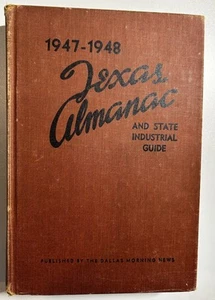 1947-1948
Texas
Almanac
AND STATE
INDUSTRIAL
GUIDE
PUBLISHED BY THE DALLAS MORNING NEWS